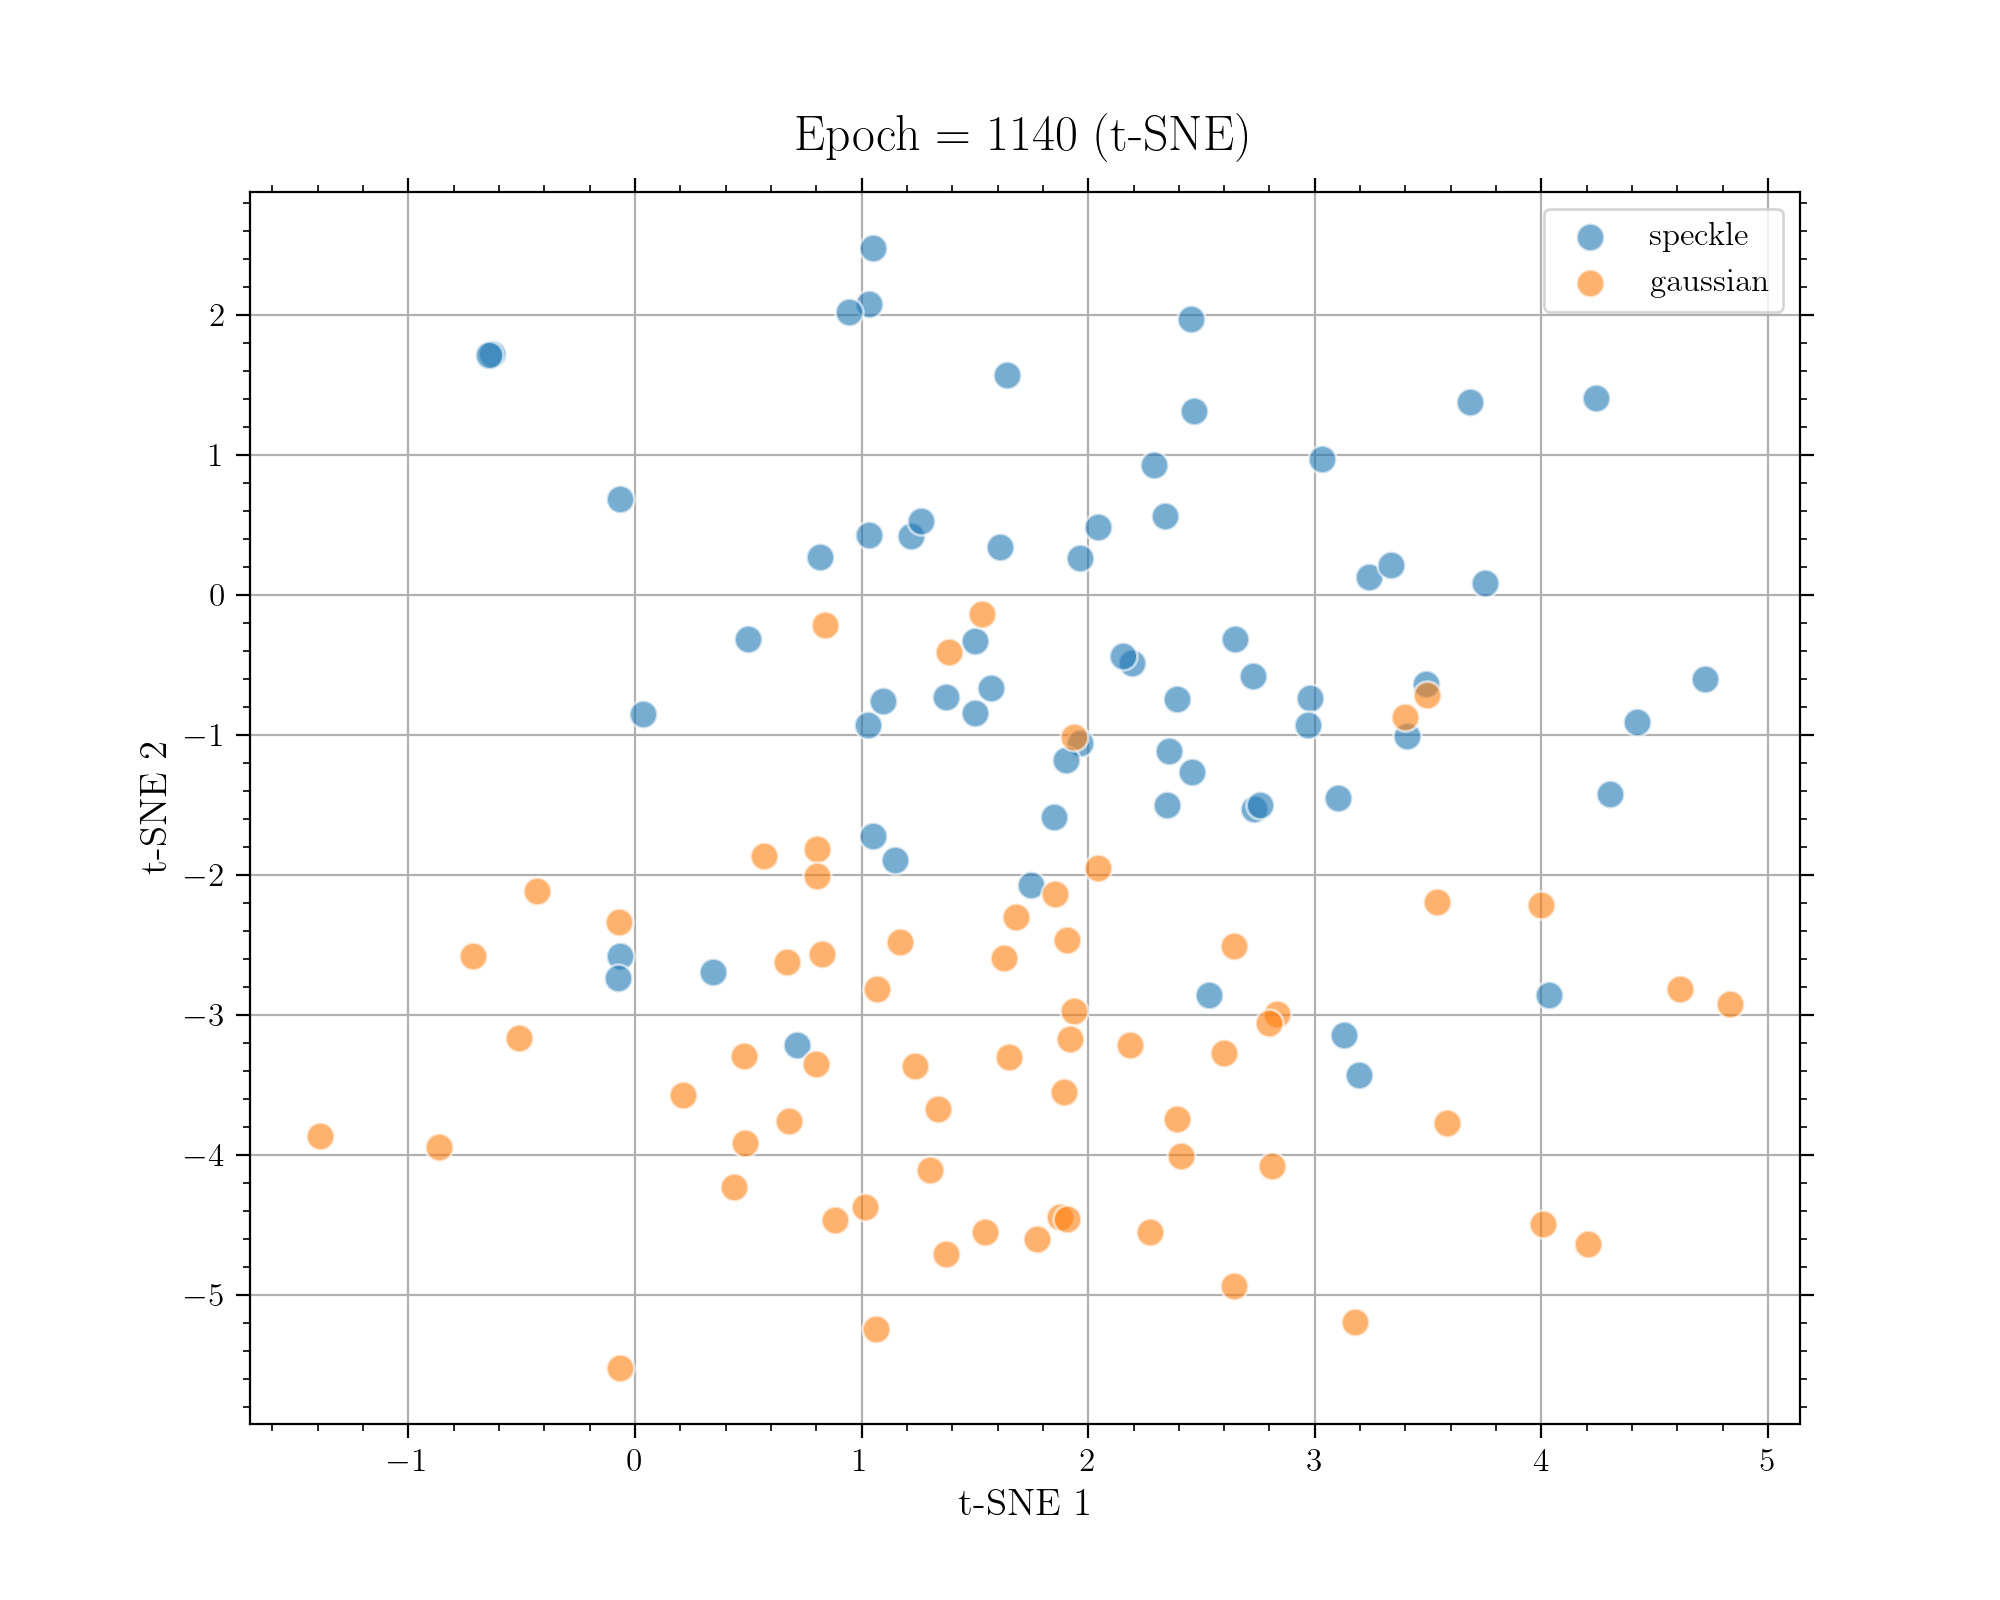 Epoch = 1140 (t-SNE)
speckle
gaussian
2
1
0
−1
−2
−3
−4
−5
t-SNE 2
−1 0 1 2 3 4 5
t-SNE 1